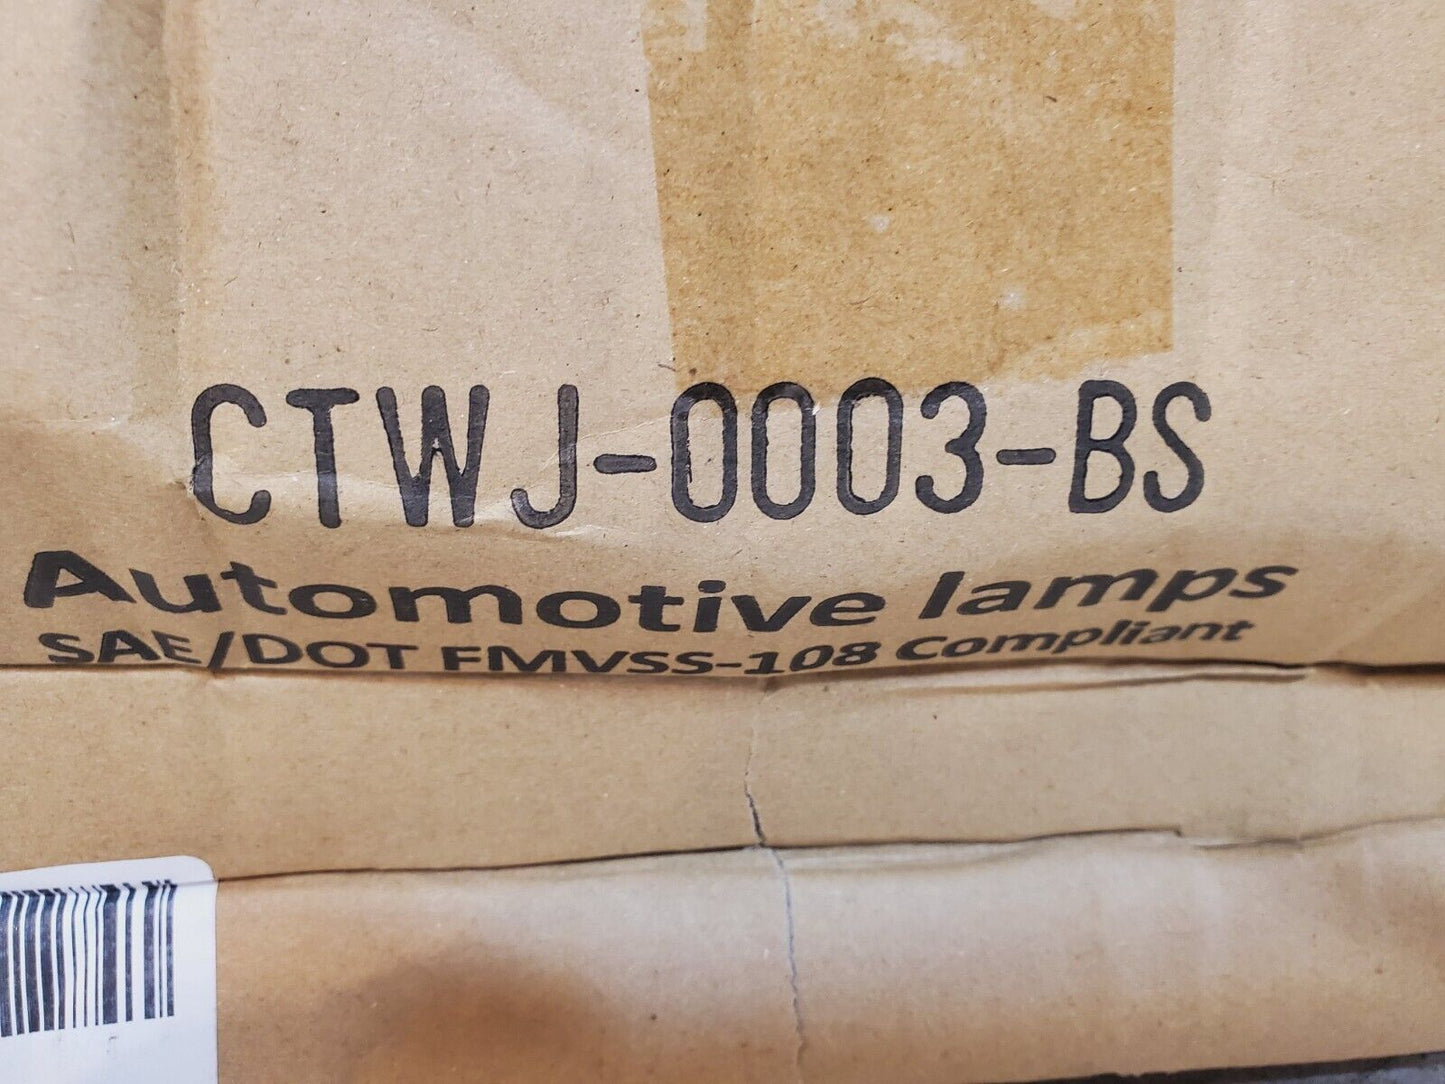 CTWJ-0003-BS
Automotive lamps
SAE/DOT FMVSS-108 Compliant